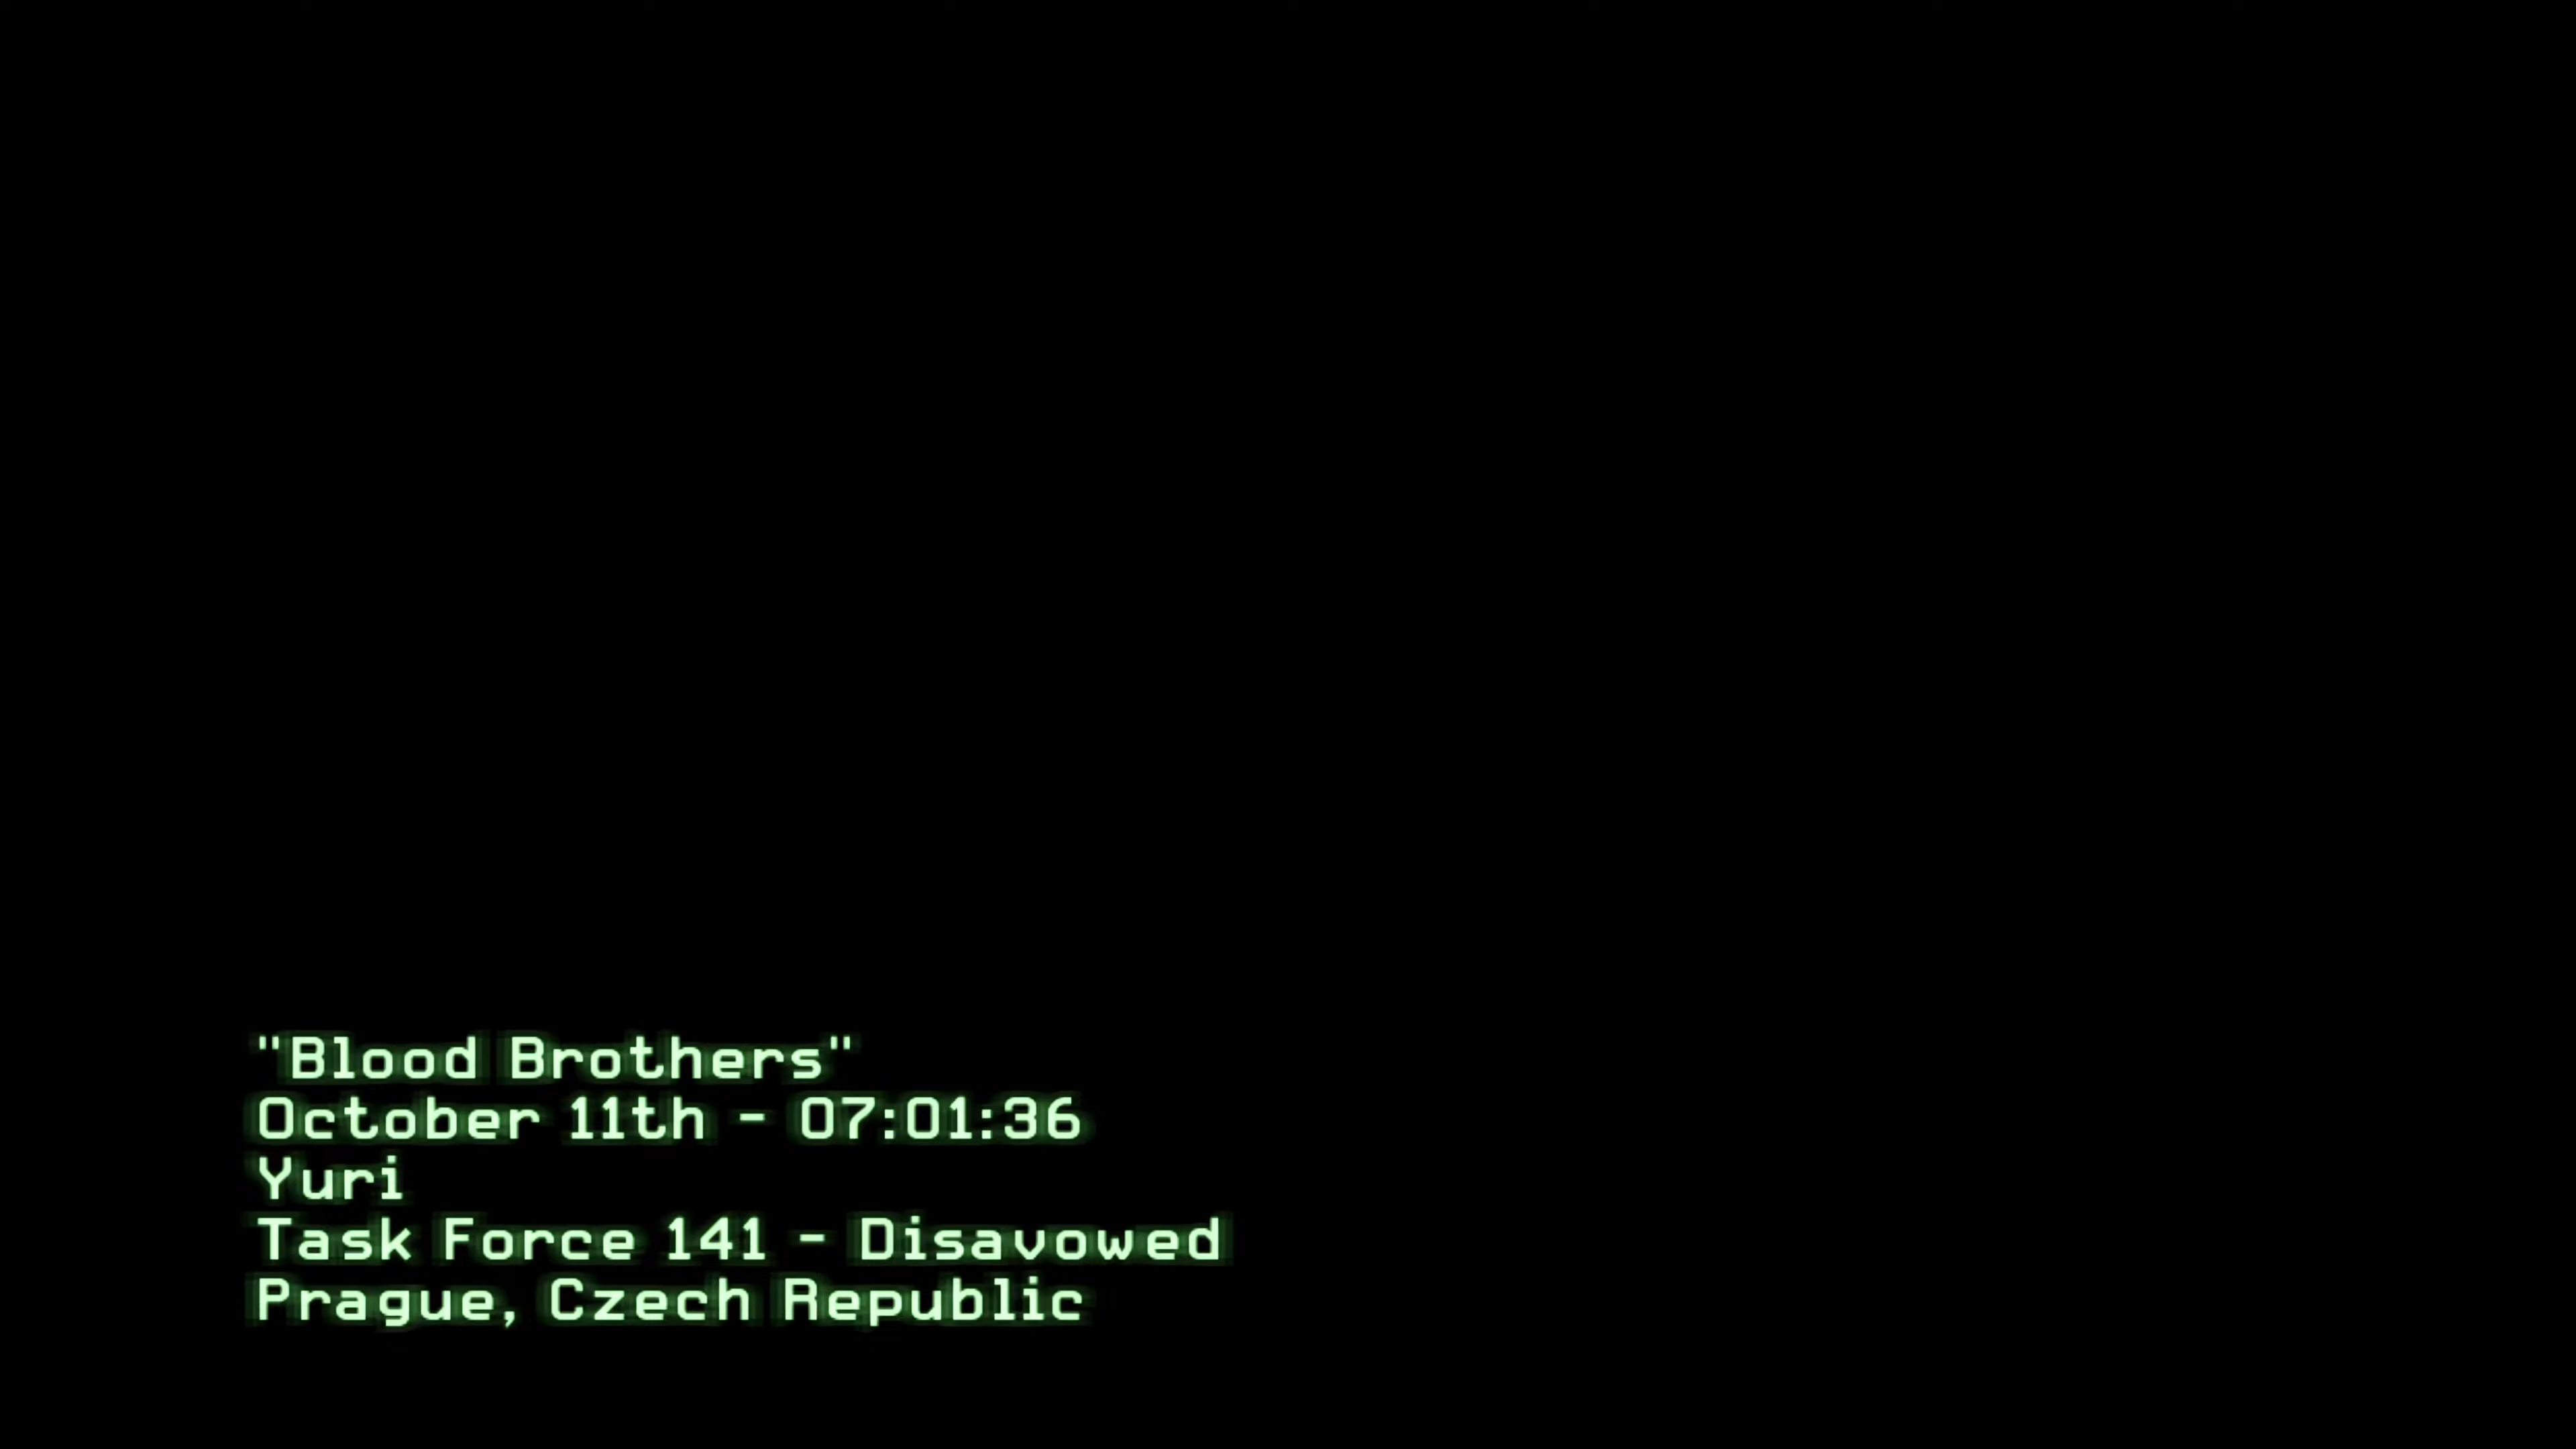 "Blood Brothers"
October 11th - 07:01:36
Yuri
Task Force 141 - Disavowed
Prague, Czech Republic